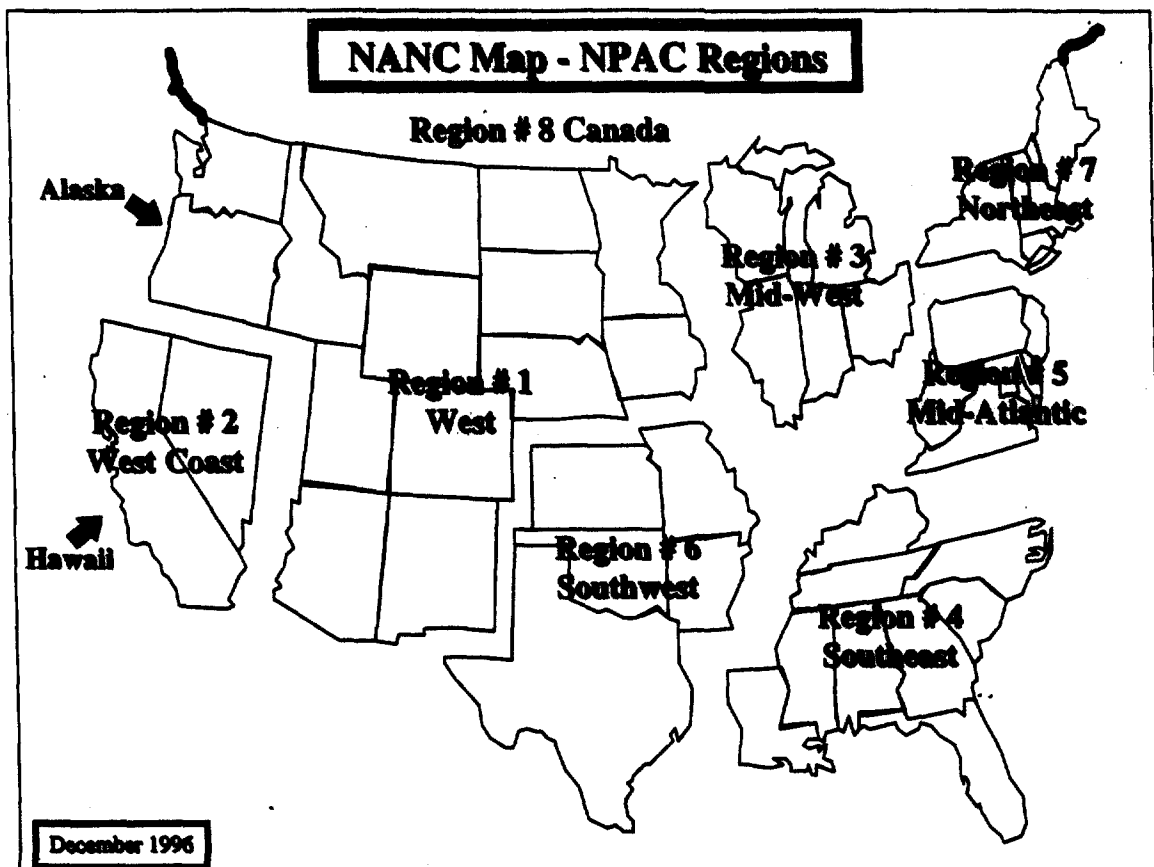 NANC Map - NPAC Regions
Region # 8 Canada
Alaska
Region # 7
Northeast
Region # 3
Mid-West
Region # 1
West
Region # 5
Mid-Atlantic
Region # 2
West Coast
Hawaii
Region # 6
Southwest
Region # 4
Southeast
December 1996